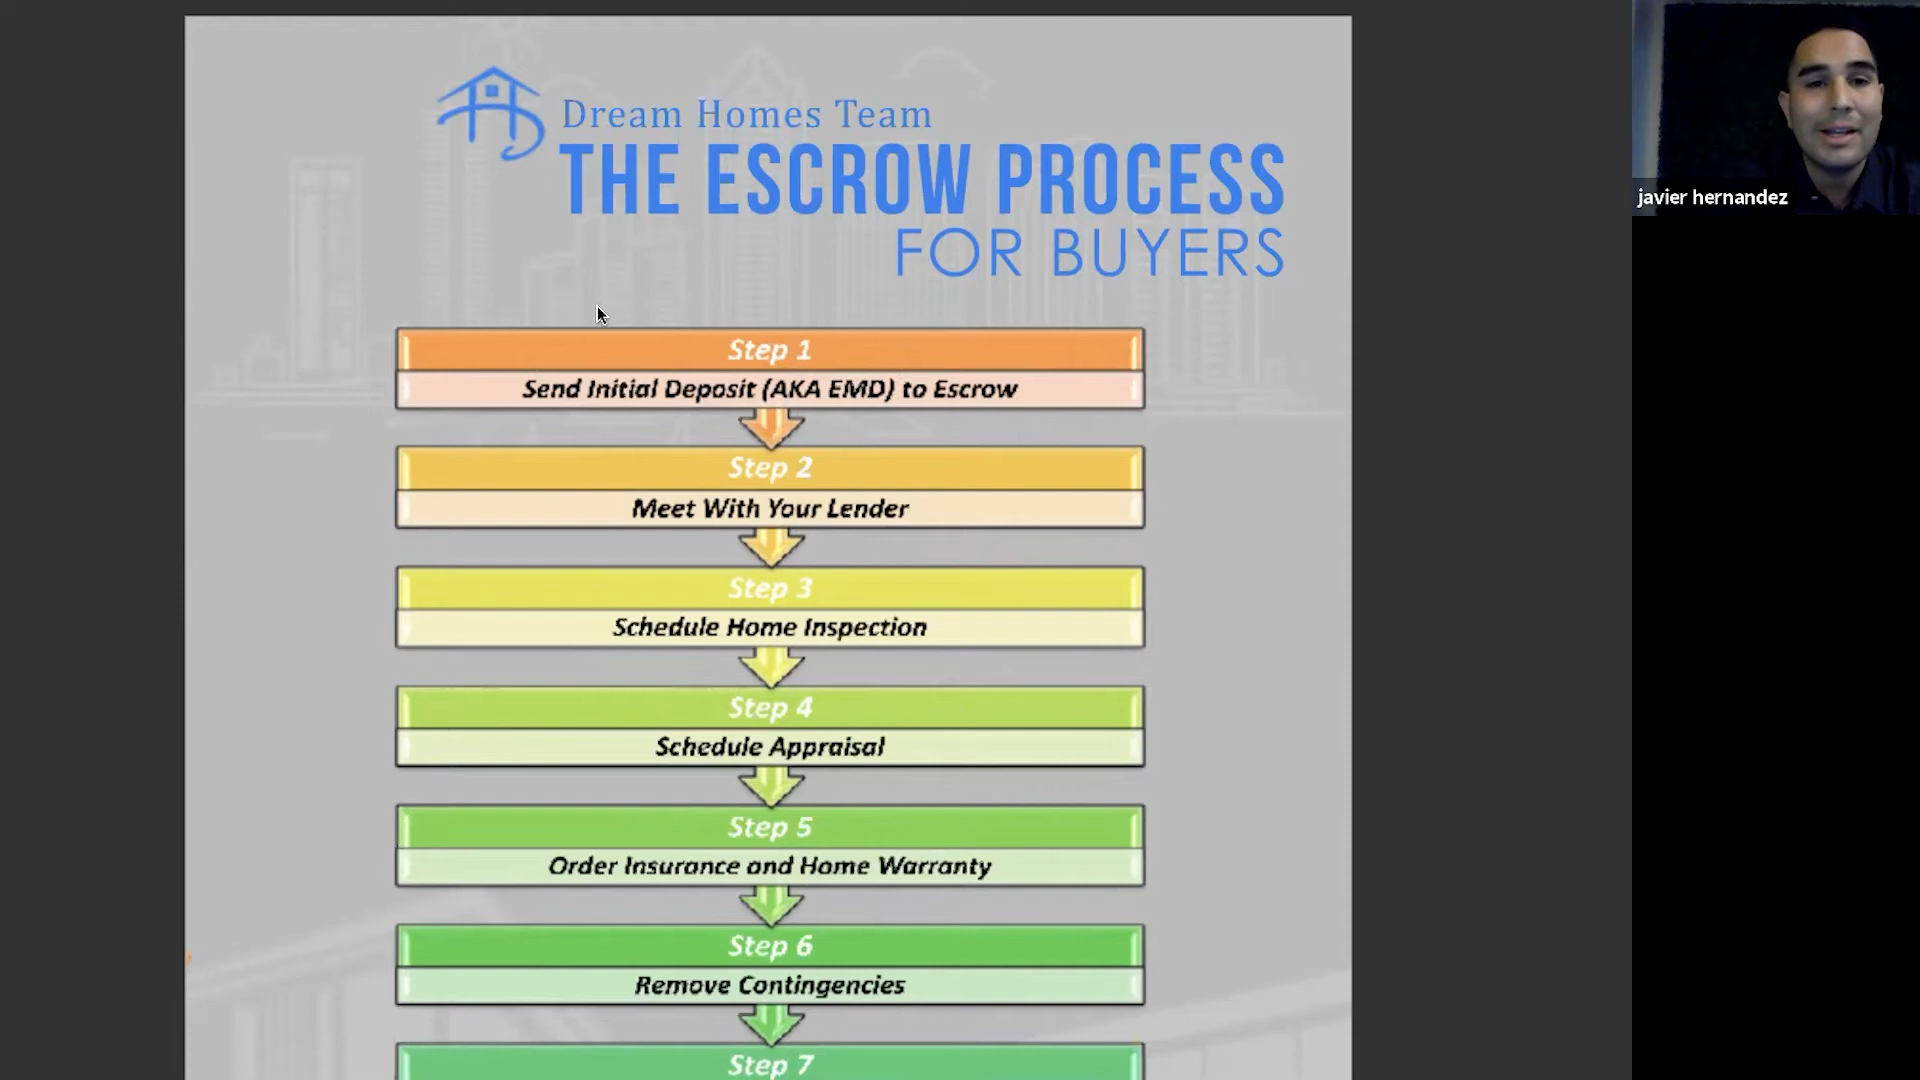 Dream Homes Team
THE ESCROW PROCESS
FOR BUYERS
javier hernandez
Step 1
Send Initial Deposit (AKA EMD) to Escrow
Step 2
Meet With Your Lender
Step 3
Schedule Home Inspection
Step 4
Schedule Appraisal
Step 5
Order Insurance and Home Warranty
Step 6
Remove Contingencies
Step 7